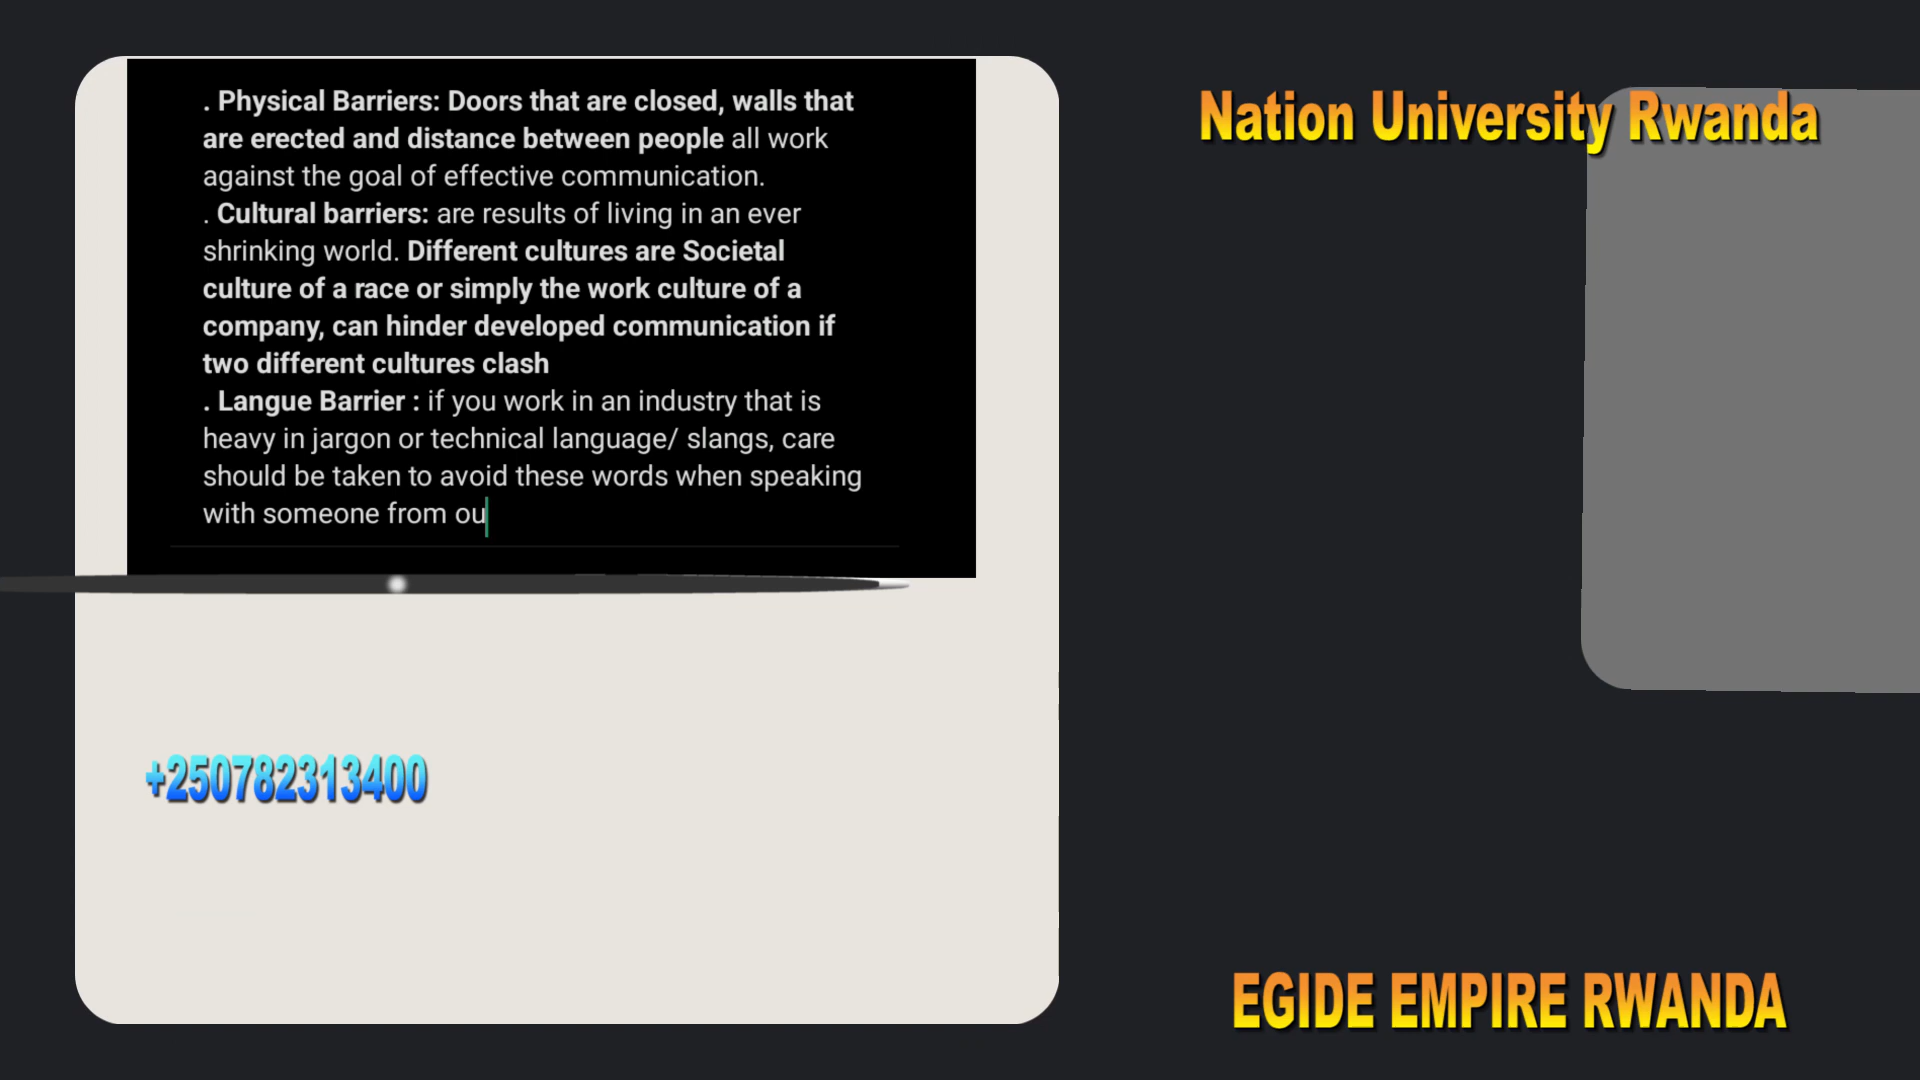 . Physical Barriers: Doors that are closed, walls that
are erected and distance between people all work
against the goal of effective communication.
. Cultural barriers: are results of living in an ever
shrinking world. Different cultures are Societal
culture of a race or simply the work culture of a
company, can hinder developed communication if
two different cultures clash
. Langue Barrier : if you work in an industry that is
heavy in jargon or technical language/ slangs, care
should be taken to avoid these words when speaking
with someone from ou
+250782313400
Nation University Rwanda
EGIDE EMPIRE RWANDA